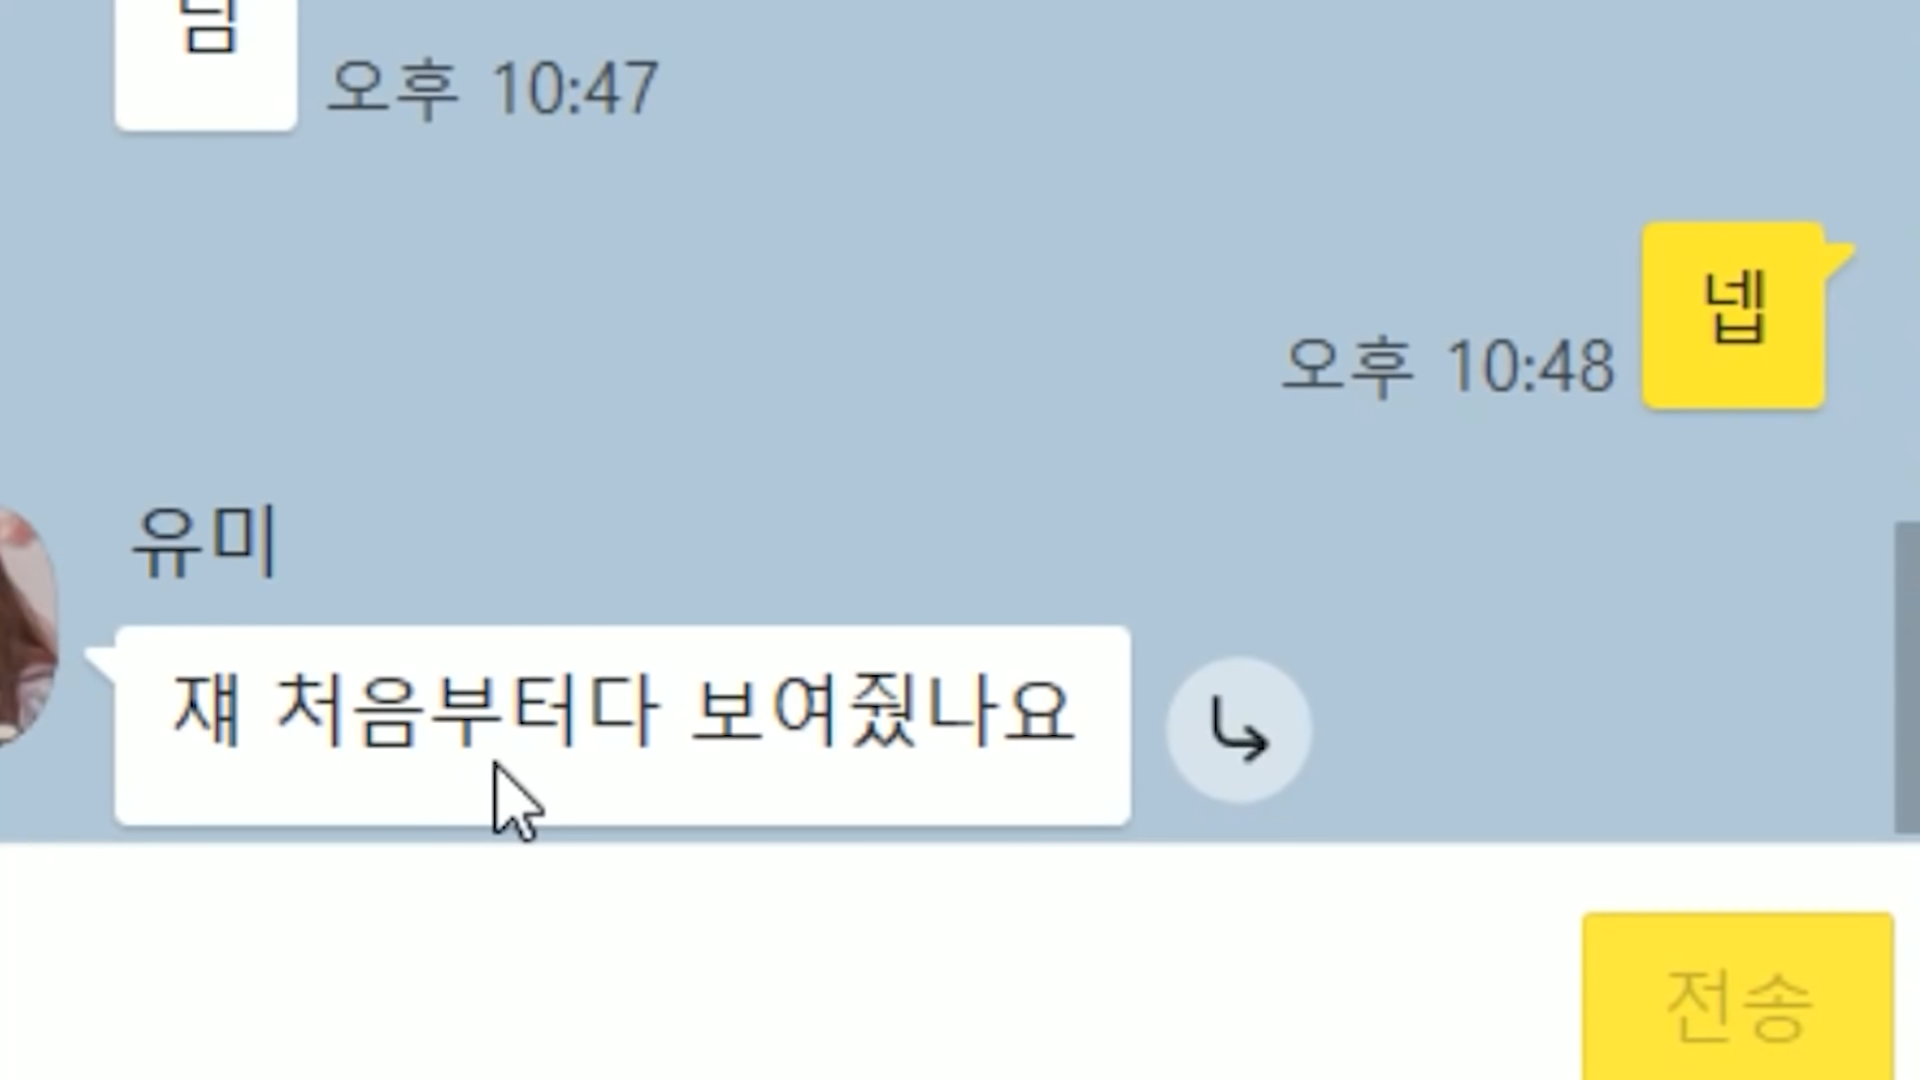 오후 10:47
넵
오후 10:48
유미
쟤 처음부터다 보여줬나요
전송